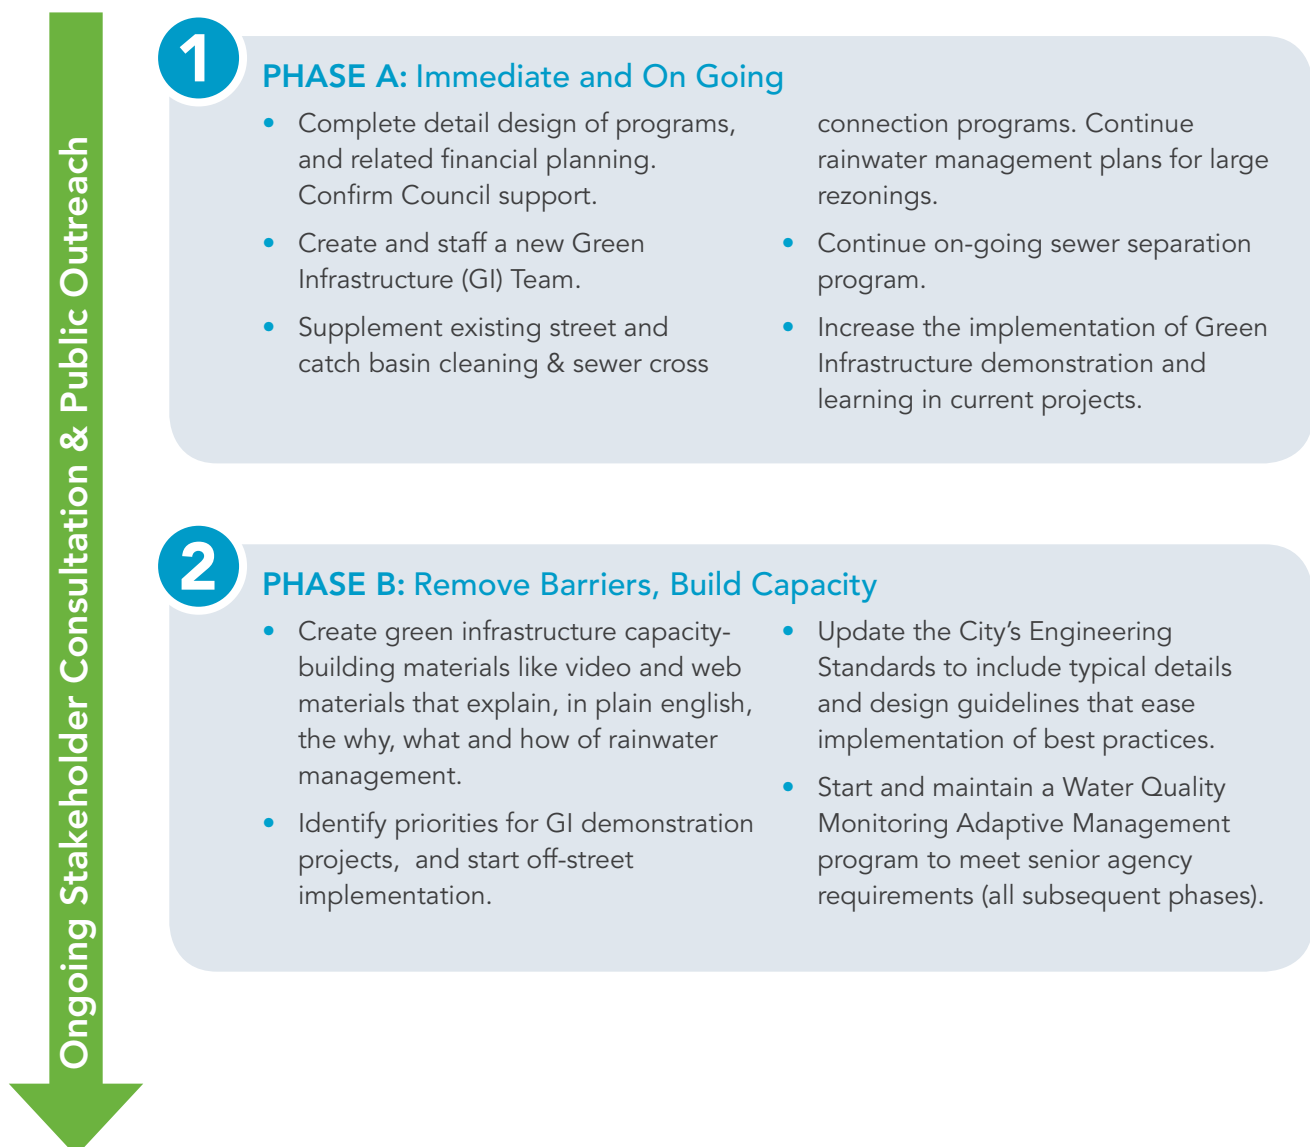 Ongoing Stakeholder Consultation & Public Outreach
1
PHASE A: Immediate and On Going
• Complete detail design of programs,
and related financial planning.
Confirm Council support.
• Create and staff a new Green
Infrastructure (GI) Team.
• Supplement existing street and
catch basin cleaning & sewer cross
connection programs. Continue
rainwater management plans for large
rezonings.
• Continue on-going sewer separation
program.
• Increase the implementation of Green
Infrastructure demonstration and
learning in current projects.
2
PHASE B: Remove Barriers, Build Capacity
• Create green infrastructure capacity-
building materials like video and web
materials that explain, in plain english,
the why, what and how of rainwater
management.
• Identify priorities for GI demonstration
projects,  and start off-street
implementation.
• Update the City’s Engineering
Standards to include typical details
and design guidelines that ease
implementation of best practices.
• Start and maintain a Water Quality
Monitoring Adaptive Management
program to meet senior agency
requirements (all subsequent phases).